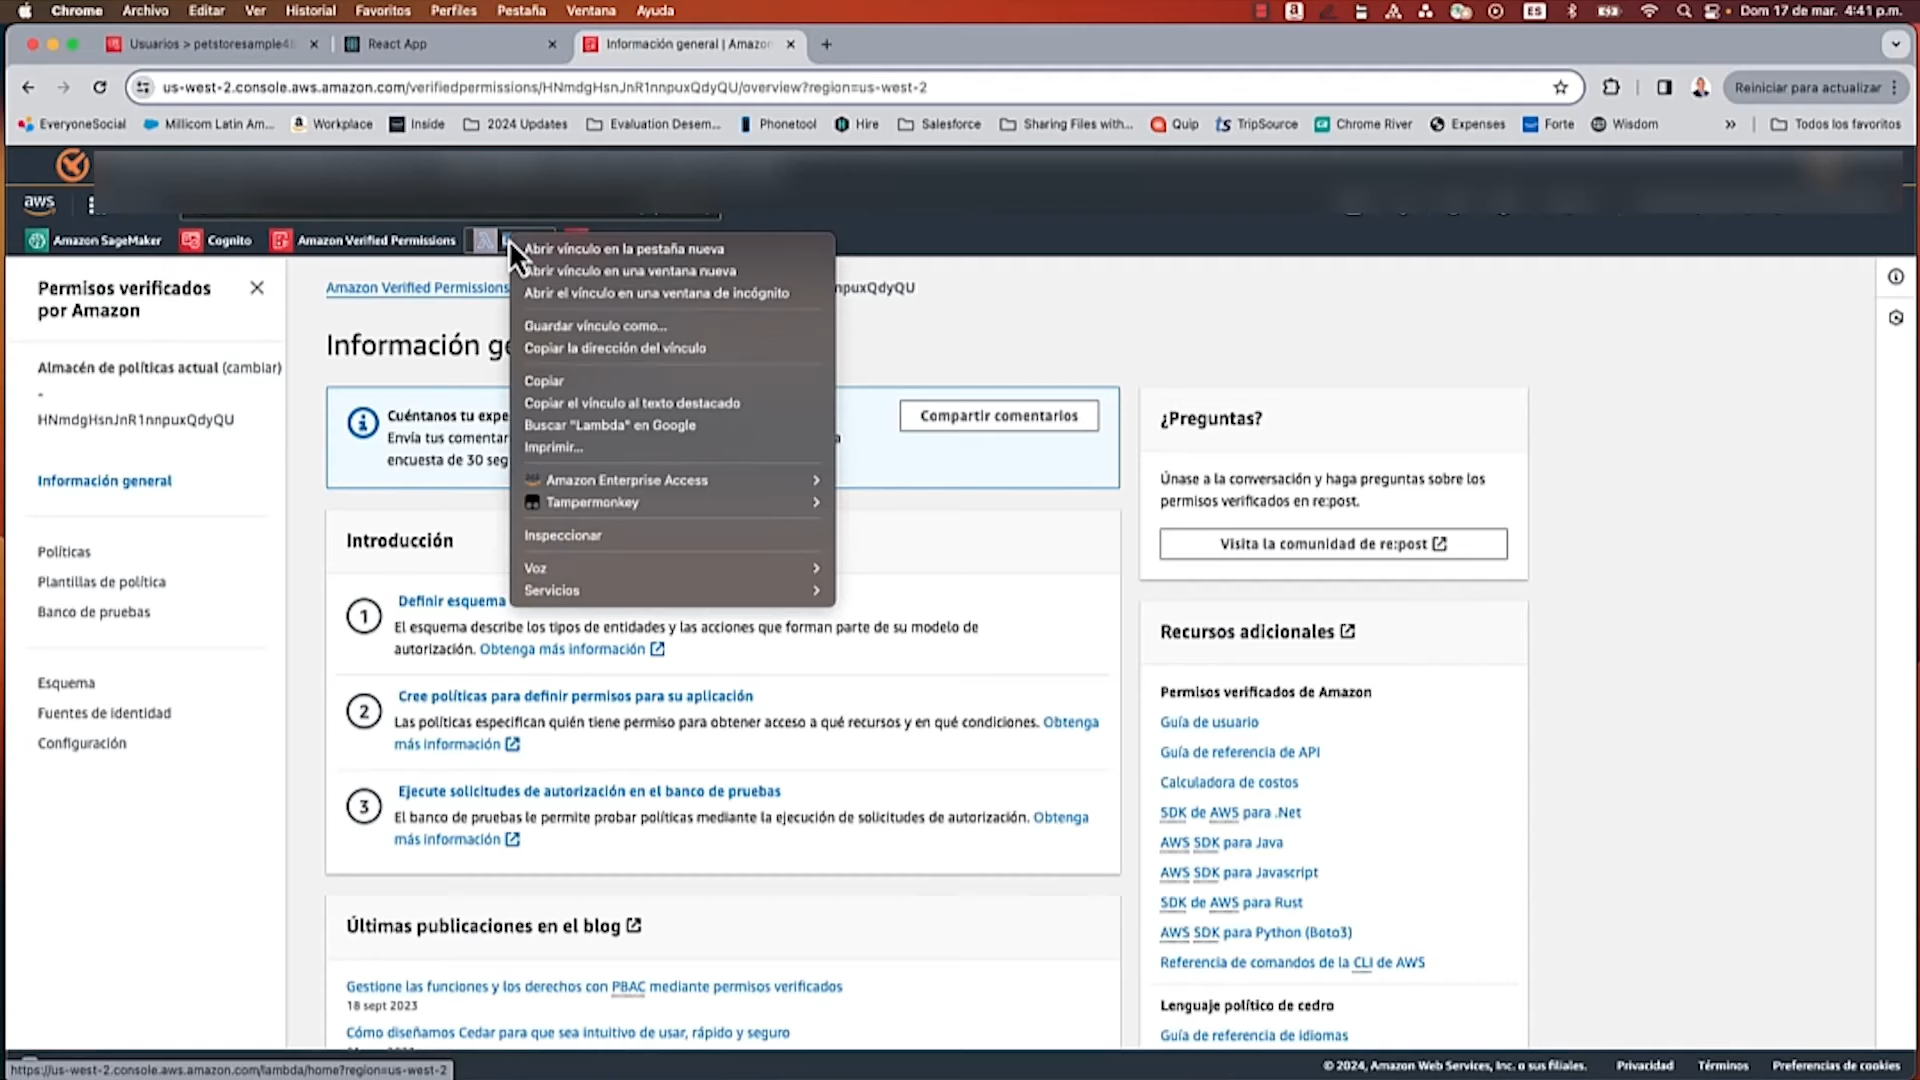 Chrome Archivo Editar Ver Historial Favoritos Perfiles Pestaña Ventana Ayuda
ES Dom 17 de mar. 4:41 p.m.
Usuarios > petstoresample4
React App
Información general | Amazon
us-west-2.console.aws.amazon.com/verifiedpermissions/HNmdgHsnJnR1nnpuxQdyQU/overview?region=us-west-2
Reiniciar para actualizar
EveryoneSocial Millicom Latin Am... Workplace Inside 2024 Updates Evaluation Desem... Phonetool Hire Salesforce Sharing Files with... Quip TripSource Chrome River Expenses Forte Wisdom » Todos los favoritos
aws
Amazon SageMaker Cognito Amazon Verified Permissions
Permisos verificados
por Amazon
Almacén de políticas actual (cambiar)
-
HNmdgHsnJnR1nnpuxQdyQU
Información general
Políticas
Plantillas de política
Banco de pruebas
Esquema
Fuentes de identidad
Configuración
Abrir vínculo en la pestaña nueva
Abrir vínculo en una ventana nueva
Abrir el vínculo en una ventana de incógnito
Guardar vínculo como...
Copiar la dirección del vínculo
Copiar
Copiar el vínculo al texto destacado
Buscar "Lambda" en Google
Imprimir...
Amazon Enterprise Access
Tampermonkey
Inspeccionar
Voz
Servicios
Amazon Verified Permissions
npuxQdyQU
Información ge
Cuéntanos tu expe
Envía tus comentar
a
encuesta de 30 seg
Compartir comentarios
Introducción
1
Definir esquema
El esquema describe los tipos de entidades y las acciones que forman parte de su modelo de
autorización. Obtenga más información
2
Cree políticas para definir permisos para su aplicación
Las políticas especifican quién tiene permiso para obtener acceso a qué recursos y en qué condiciones. Obtenga
más información
3
Ejecute solicitudes de autorización en el banco de pruebas
El banco de pruebas le permite probar políticas mediante la ejecución de solicitudes de autorización. Obtenga
más información
Últimas publicaciones en el blog
Gestione las funciones y los derechos con PBAC mediante permisos verificados
18 sept 2023
Cómo diseñamos Cedar para que sea intuitivo de usar, rápido y seguro
¿Preguntas?
Únase a la conversación y haga preguntas sobre los
permisos verificados en re:post.
Visita la comunidad de re:post
Recursos adicionales
Permisos verificados de Amazon
Guía de usuario
Guía de referencia de API
Calculadora de costos
SDK de AWS para .Net
AWS SDK para Java
AWS SDK para Javascript
SDK de AWS para Rust
AWS SDK para Python (Boto3)
Referencia de comandos de la CLI de AWS
Lenguaje político de cedro
Guía de referencia de idiomas
https://us-west-2.console.aws.amazon.com/lambda/home?region=us-west-2
© 2024, Amazon Web Services, Inc. o sus filiales. Privacidad Términos Preferencias de cookies